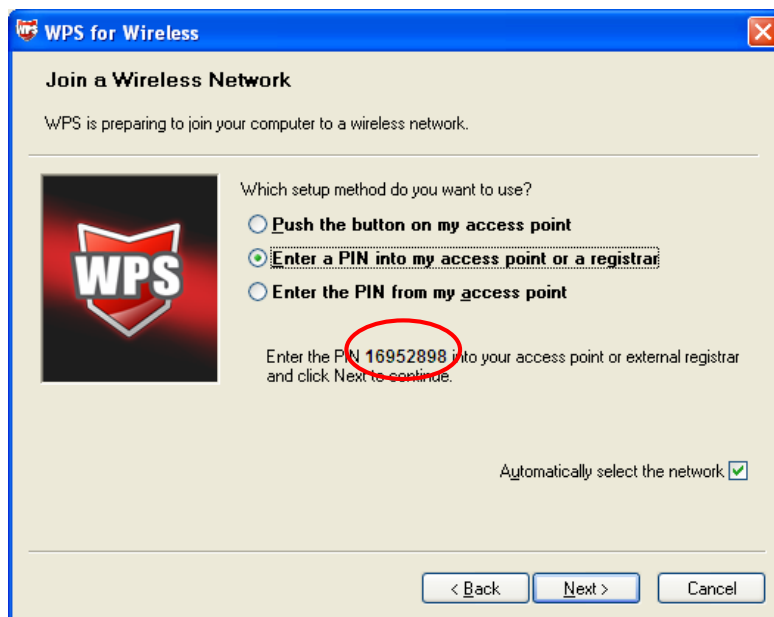 WPS for Wireless
Join a Wireless Network
WPS is preparing to join your computer to a wireless network.
WPS
Which setup method do you want to use?
Push the button on my access point
Enter a PIN into my access point or a registrar
Enter the PIN from my access point
Enter the PIN 16952898 into your access point or external registrar
and click Next to continue.
Automatically select the network
< Back
Next >
Cancel